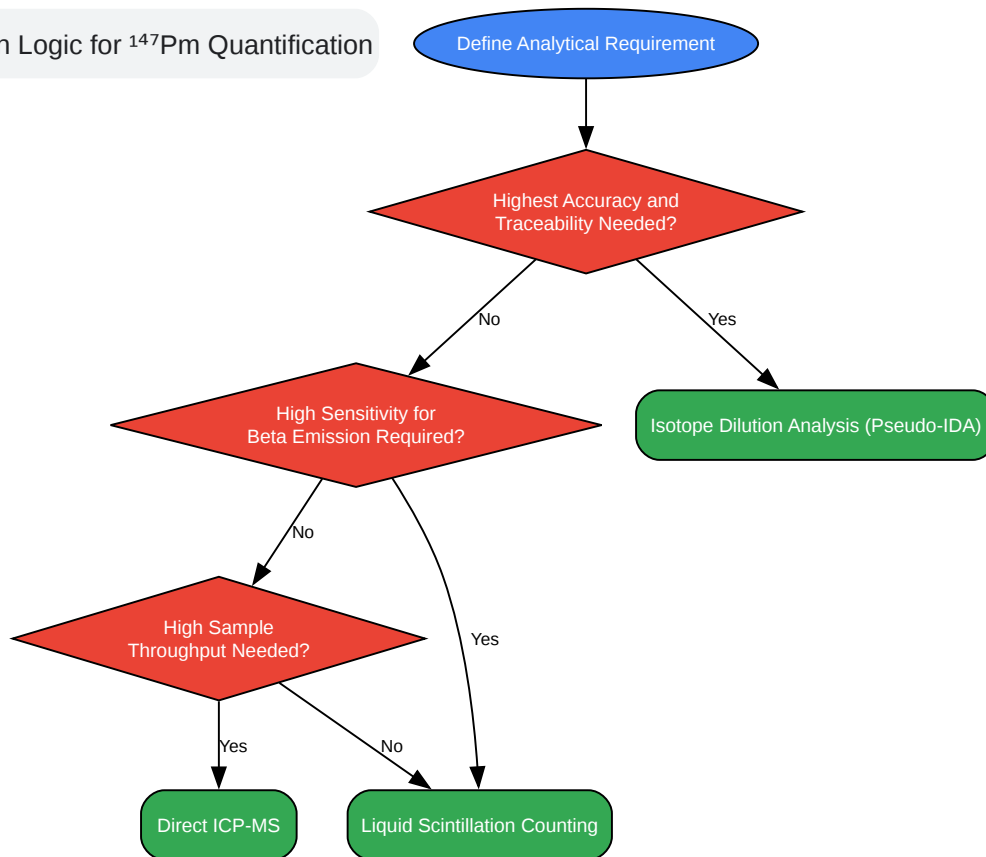 Logic for ¹⁴⁷Pm Quantification
Define Analytical Requirement
Highest Accuracy and
Traceability Needed?
No
Yes
High Sensitivity for
Beta Emission Required?
Isotope Dilution Analysis (Pseudo-IDA)
No
High Sample
Throughput Needed?
Yes
Yes
No
Direct ICP-MS
Liquid Scintillation Counting